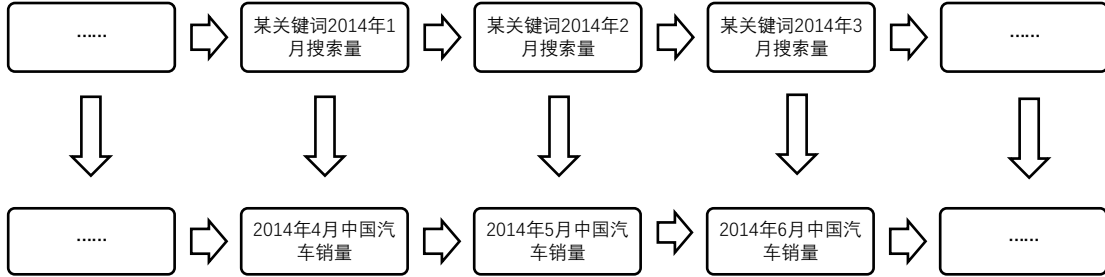 ……
某关键词2014年1
月搜索量
某关键词2014年2
月搜索量
某关键词2014年3
月搜索量
……
……
2014年4月中国汽
车销量
2014年5月中国汽
车销量
2014年6月中国汽
车销量
……